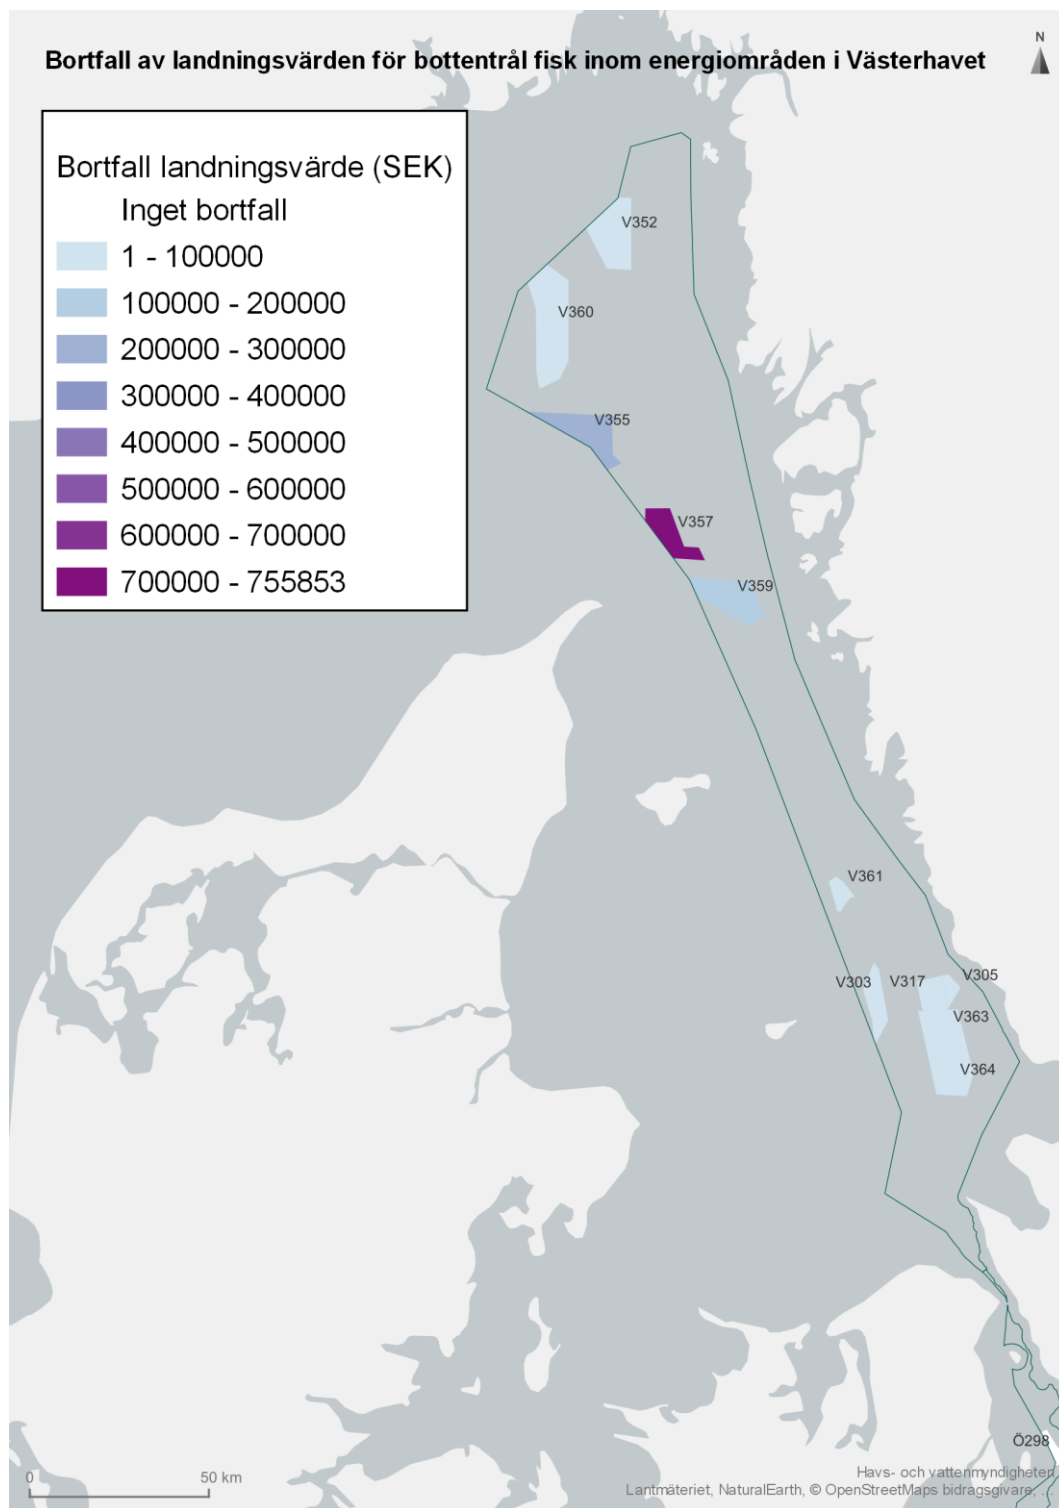 Bortfall av landningsvärden för bottentrål fisk inom energiområden i Västerhavet
N
Bortfall landningsvärde (SEK)
Inget bortfall
1 - 100000
100000 - 200000
200000 - 300000
300000 - 400000
400000 - 500000
500000 - 600000
600000 - 700000
700000 - 755853
V352
V360
V355
V357
V359
V361
V303
V317
V305
V363
V364
Ö298
0 50 km
Havs- och vattenmyndigheten
Lantmäteriet, NaturalEarth, © OpenStreetMaps bidragsgivare, ...